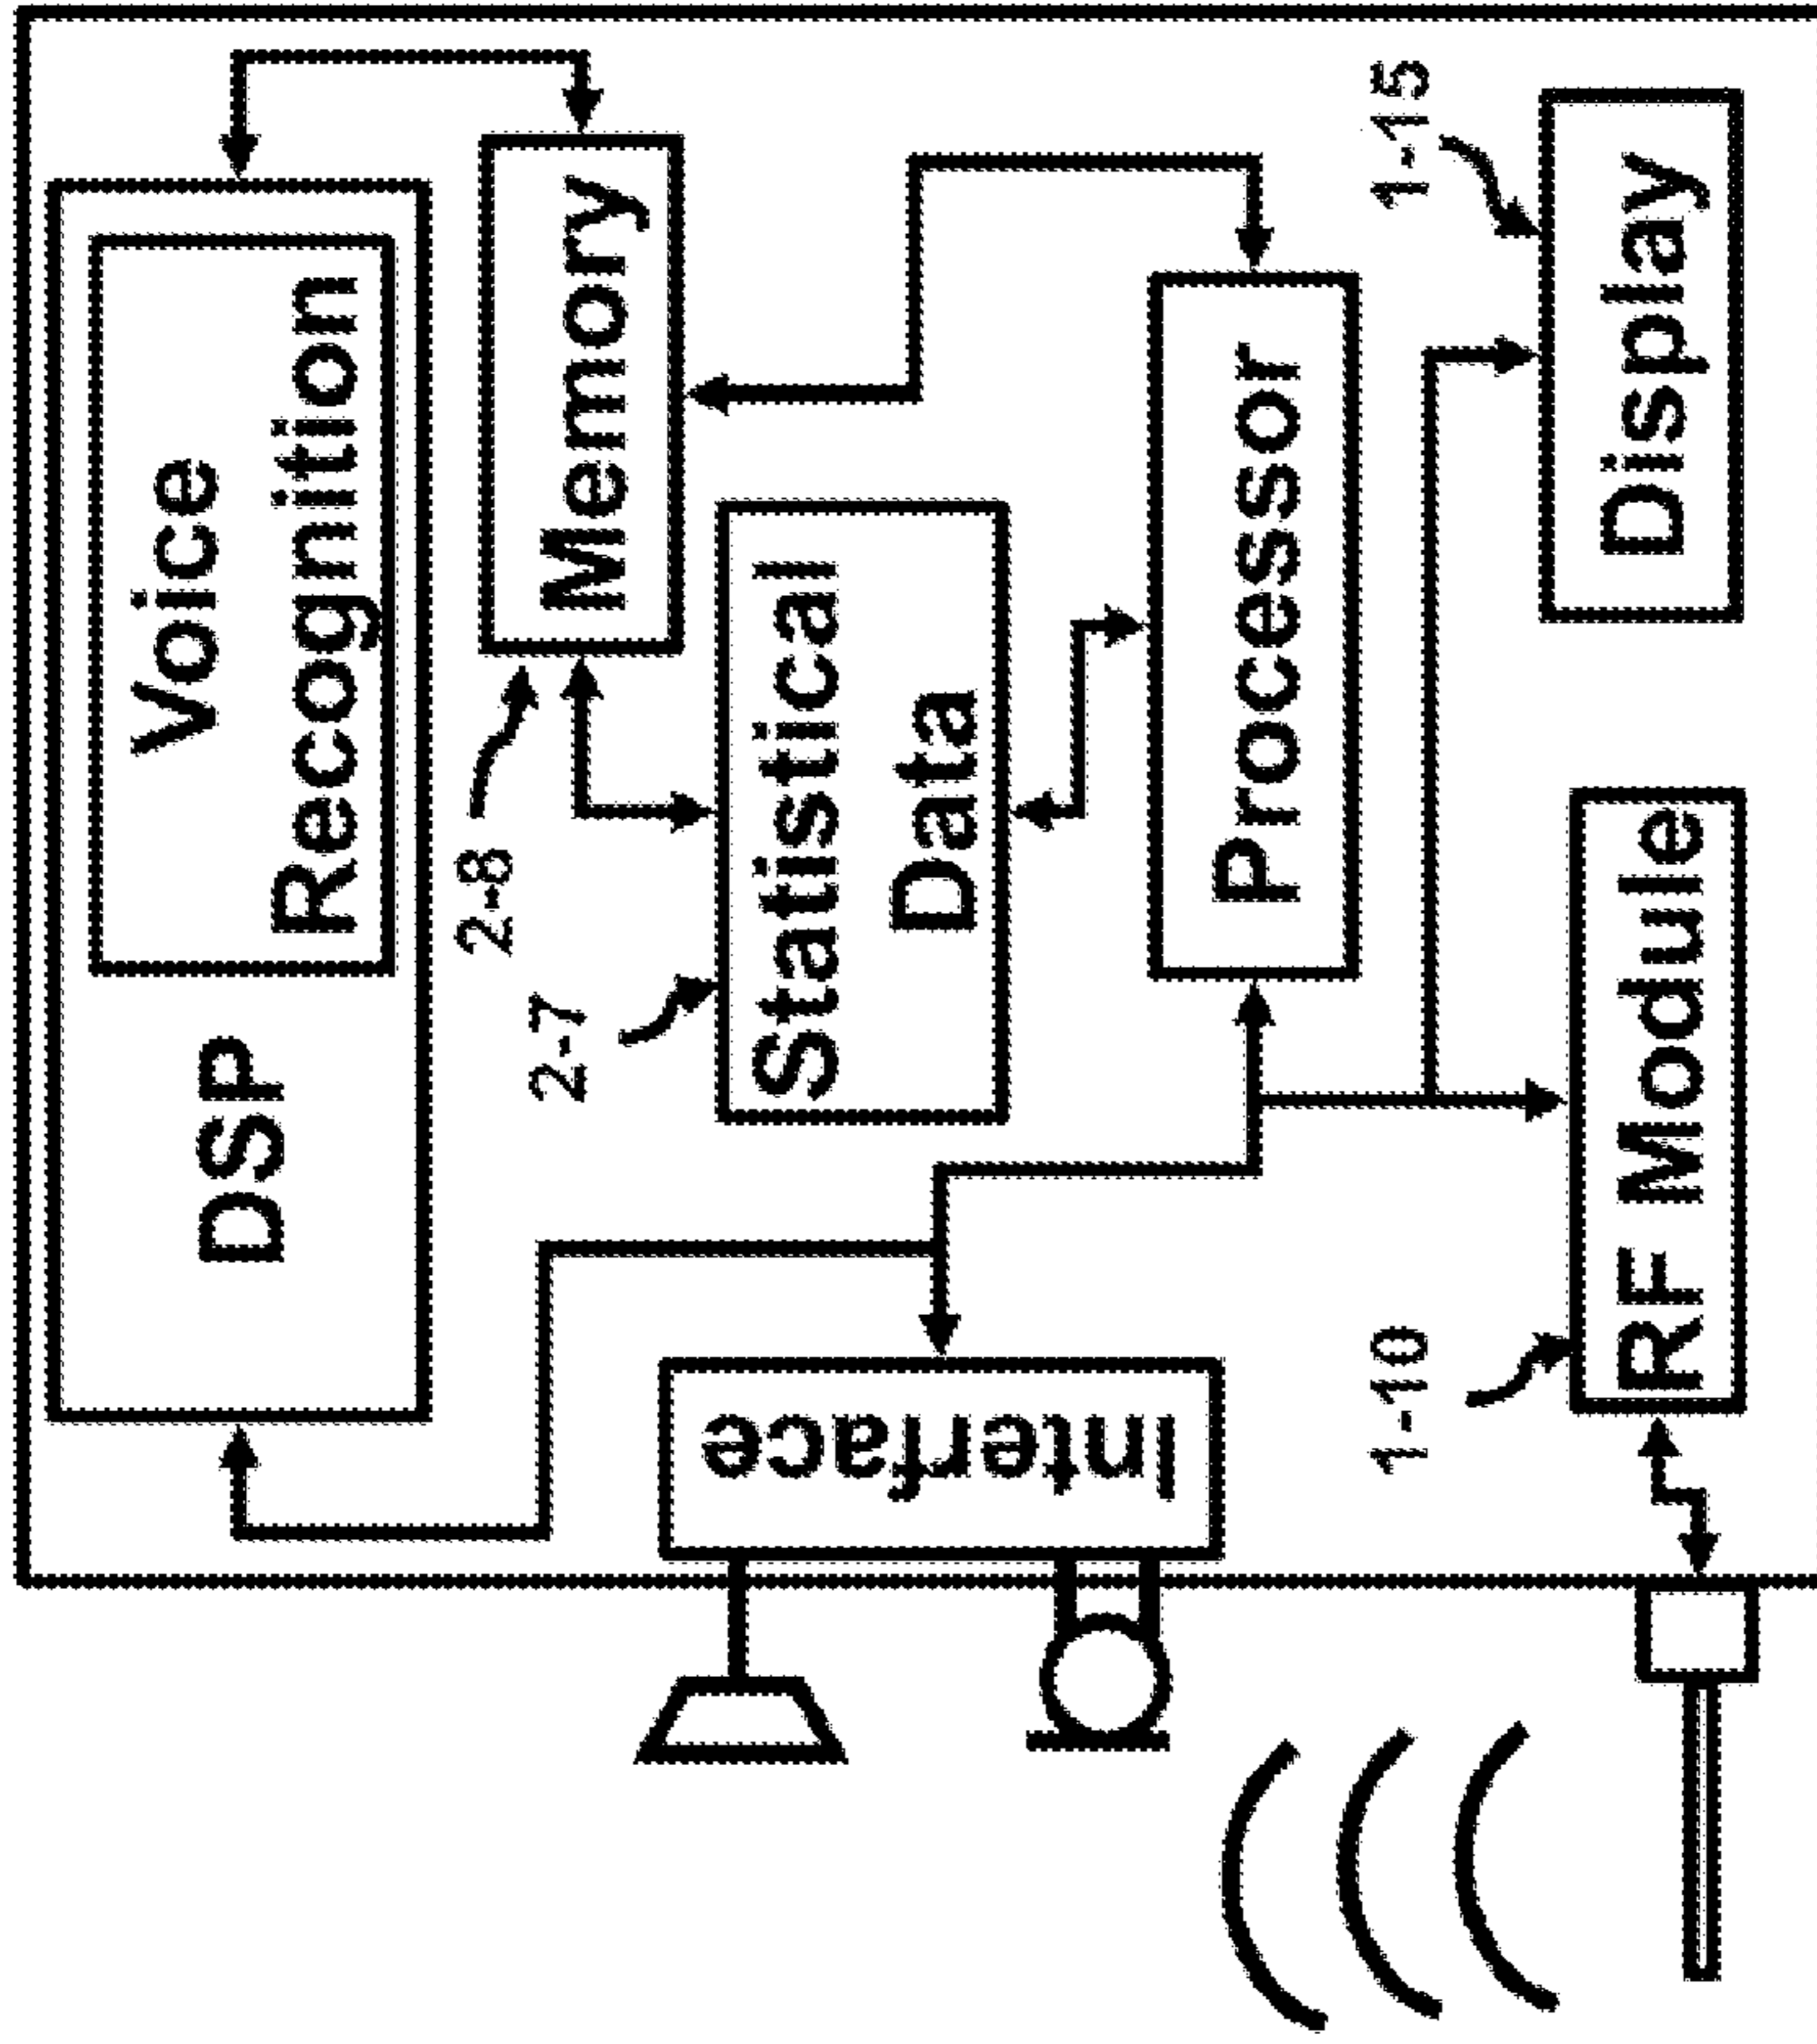 DSP
Voice
Recognition
2-8
Memory
2-7
Statistical
Data
Interface
Processor
1-10
1-15
RF Module
Display